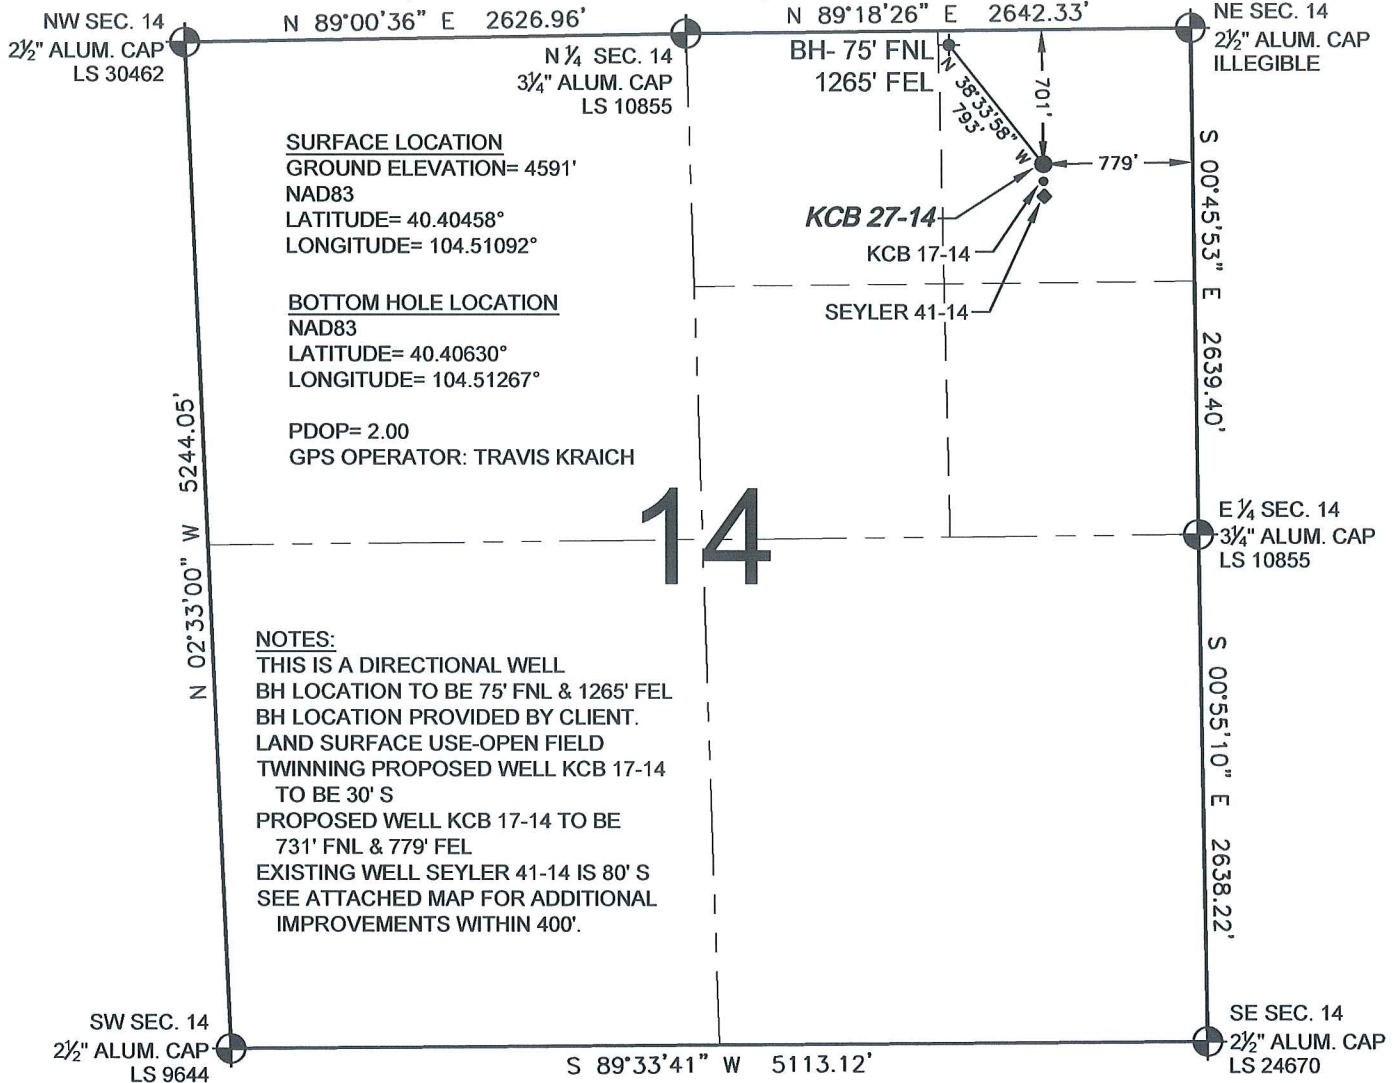 NW SEC. 14
2½" ALUM. CAP
LS 30462
N 89°00'36" E 2626.96'
N ¼ SEC. 14
3¼" ALUM. CAP
LS 10855
N 89°18'26" E 2642.33'
NE SEC. 14
2½" ALUM. CAP
ILLEGIBLE
BH- 75' FNL
1265' FEL
N 38°33'58" W
793'
701'
779'
KCB 27-14
KCB 17-14
SEYLER 41-14
S 00°45'53" E 2639.40'
SURFACE LOCATION
GROUND ELEVATION= 4591'
NAD83
LATITUDE= 40.40458°
LONGITUDE= 104.51092°
BOTTOM HOLE LOCATION
NAD83
LATITUDE= 40.40630°
LONGITUDE= 104.51267°
PDOP= 2.00
GPS OPERATOR: TRAVIS KRAICH
N 02°33'00" W 5244.05'
14
E ¼ SEC. 14
3¼" ALUM. CAP
LS 10855
NOTES:
THIS IS A DIRECTIONAL WELL
BH LOCATION TO BE 75' FNL & 1265' FEL
BH LOCATION PROVIDED BY CLIENT.
LAND SURFACE USE-OPEN FIELD
TWINNING PROPOSED WELL KCB 17-14
TO BE 30' S
PROPOSED WELL KCB 17-14 TO BE
731' FNL & 779' FEL
EXISTING WELL SEYLER 41-14 IS 80' S
SEE ATTACHED MAP FOR ADDITIONAL
IMPROVEMENTS WITHIN 400'.
S 00°55'10" E 2638.22'
SW SEC. 14
2½" ALUM. CAP
LS 9644
S 89°33'41" W 5113.12'
SE SEC. 14
2½" ALUM. CAP
LS 24670